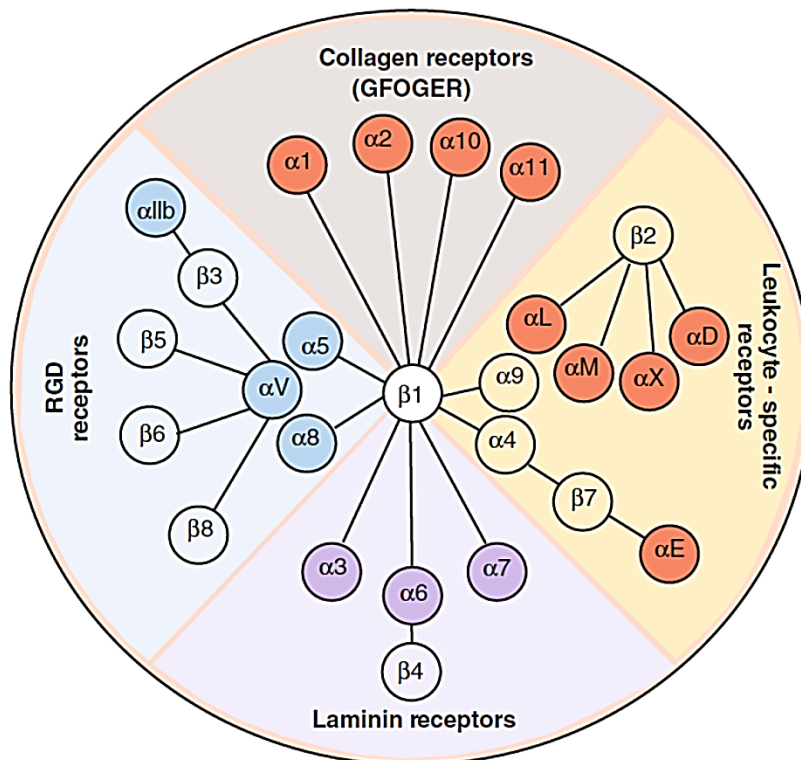 Collagen receptors
(GFOGER)
α1
α2
α10
α11
αIIb
β3
β5
αV
β6
β8
α5
α8
RGD
receptors
β1
β2
αL
αM
αX
αD
α9
α4
β7
αE
Leukocyte - specific
receptors
α3
α6
α7
β4
Laminin receptors